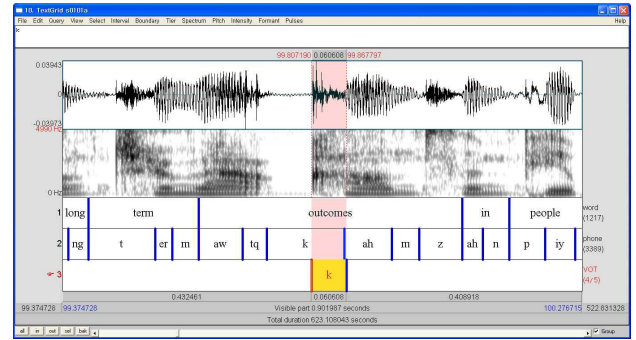 10. TextGrid s0101a
File Edit Query View Select Interval Boundary Tier Spectrum Pitch Intensity Formant Pulses Help
k
99.807190 0.060608 99.867797
0.03943
0
-0.03973
4990 Hz
0 Hz
1 long term outcomes in people word (1217)
2 ng t er m aw tq k ah m z ah n p iy phone (3389)
3 k VOT (4/5)
0.432461 0.060608 0.408918
99.374728 99.374728 Visible part 0.901987 seconds 100.276715 522.831328
Total duration 623.108043 seconds
all in out sel bak Group